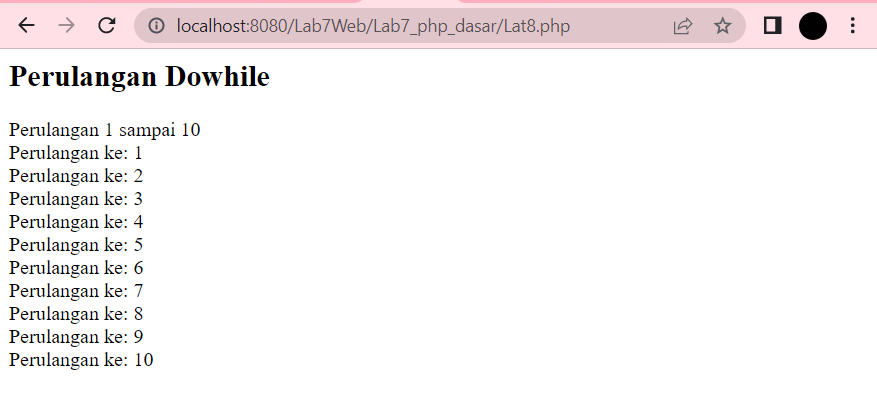 localhost:8080/Lab7Web/Lab7_php_dasar/Lat8.php
Perulangan Dowhile
Perulangan 1 sampai 10
Perulangan ke: 1
Perulangan ke: 2
Perulangan ke: 3
Perulangan ke: 4
Perulangan ke: 5
Perulangan ke: 6
Perulangan ke: 7
Perulangan ke: 8
Perulangan ke: 9
Perulangan ke: 10